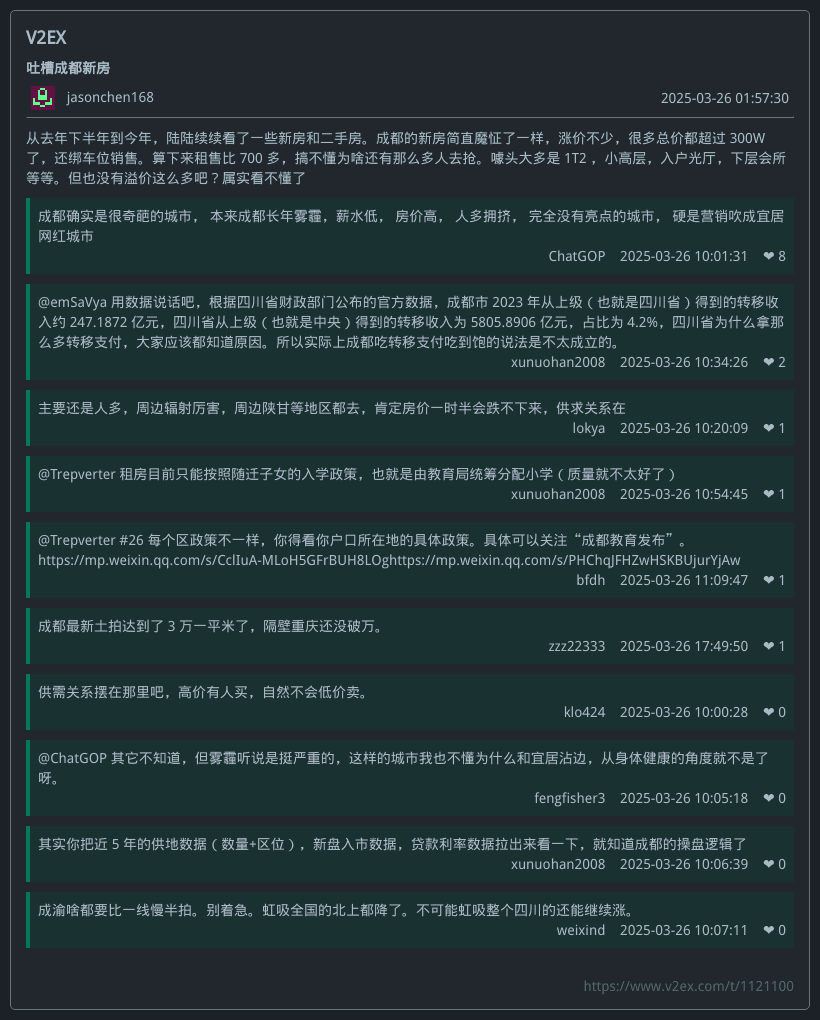 V2EX
吐槽成都新房
jasonchen168
2025-03-26 01:57:30
从去年下半年到今年，陆陆续续看了一些新房和二手房。成都的新房简直魔怔了一样，涨价不少，很多总价都超过 300W
了，还绑车位销售。算下来租售比 700 多，搞不懂为啥还有那么多人去抢。噱头大多是 1T2 ，小高层，入户光厅，下层会所
等等。但也没有溢价这么多吧？属实看不懂了
成都确实是很奇葩的城市， 本来成都长年雾霾，薪水低， 房价高， 人多拥挤， 完全没有亮点的城市， 硬是营销吹成宜居
网红城市
ChatGOP 2025-03-26 10:01:31 ❤ 8
@emSaVya 用数据说话吧，根据四川省财政部门公布的官方数据，成都市 2023 年从上级（也就是四川省）得到的转移收
入约 247.1872 亿元，四川省从上级（也就是中央）得到的转移收入为 5805.8906 亿元，占比为 4.2%，四川省为什么拿那
么多转移支付，大家应该都知道原因。所以实际上成都吃转移支付吃到饱的说法是不太成立的。
xunuohan2008 2025-03-26 10:34:26 ❤ 2
主要还是人多，周边辐射厉害，周边陕甘等地区都去，肯定房价一时半会跌不下来，供求关系在
lokya 2025-03-26 10:20:09 ❤ 1
@Trepverter 租房目前只能按照随迁子女的入学政策，也就是由教育局统筹分配小学（质量就不太好了）
xunuohan2008 2025-03-26 10:54:45 ❤ 1
@Trepverter #26 每个区政策不一样，你得看你户口所在地的具体政策。具体可以关注“成都教育发布”。
https://mp.weixin.qq.com/s/CclIuA-MLoH5GFrBUH8LOghttps://mp.weixin.qq.com/s/PHChqJFHZwHSKBUjurYjAw
bfdh 2025-03-26 11:09:47 ❤ 1
成都最新土拍达到了 3 万一平米了，隔壁重庆还没破万。
zzz22333 2025-03-26 17:49:50 ❤ 1
供需关系摆在那里吧，高价有人买，自然不会低价卖。
klo424 2025-03-26 10:00:28 ❤ 0
@ChatGOP 其它不知道，但雾霾听说是挺严重的，这样的城市我也不懂为什么和宜居沾边，从身体健康的角度就不是了
呀。
fengfisher3 2025-03-26 10:05:18 ❤ 0
其实你把近 5 年的供地数据（数量+区位），新盘入市数据，贷款利率数据拉出来看一下，就知道成都的操盘逻辑了
xunuohan2008 2025-03-26 10:06:39 ❤ 0
成渝啥都要比一线慢半拍。别着急。虹吸全国的北上都降了。不可能虹吸整个四川的还能继续涨。
weixind 2025-03-26 10:07:11 ❤ 0
https://www.v2ex.com/t/1121100